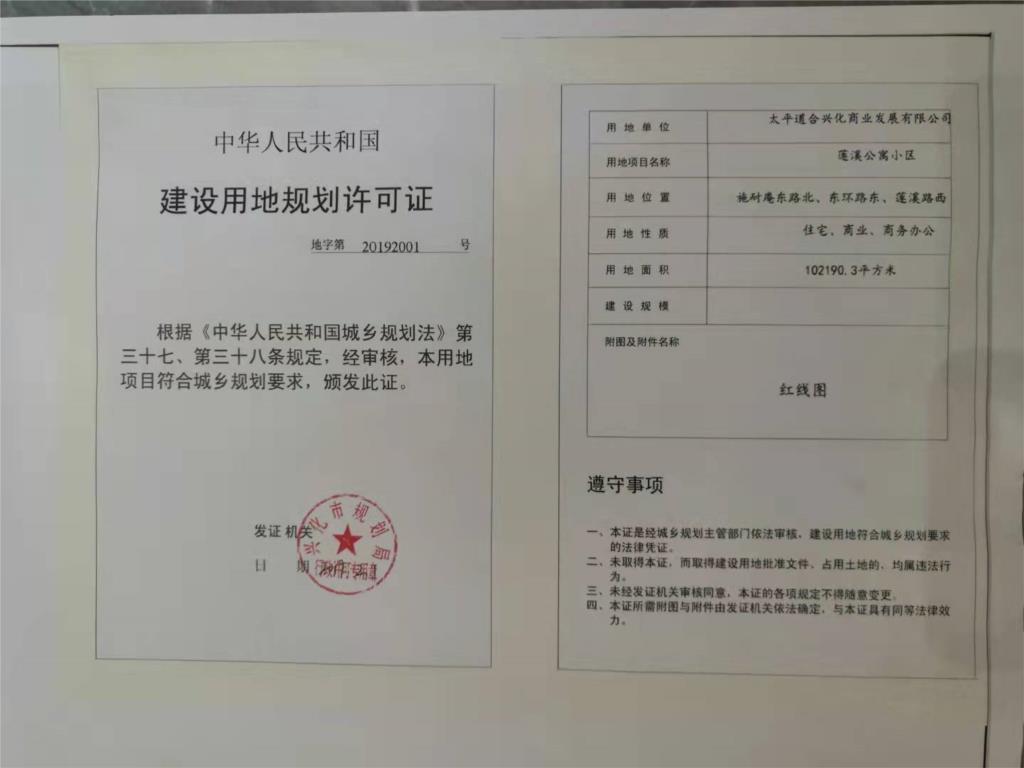 中华人民共和国
建设用地规划许可证
地字第 20192001 号
根据《中华人民共和国城乡规划法》第
三十七、第三十八条规定，经审核，本用地
项目符合城乡规划要求，颁发此证。
发证机关
日 期
兴化市规划局
用地单位 太平道合兴化商业发展有限公司
用地项目名称 莲溪公寓小区
用地位置 施耐庵东路北、东环路东、莲溪路西
用地性质 住宅、商业、商务办公
用地面积 102190.3平方米
建设规模
附图及附件名称
红线图
遵守事项
一、本证是经城乡规划主管部门依法审核，建设用地符合城乡规划要求
的法律凭证。
二、未取得本证，而取得建设用地批准文件、占用土地的，均属违法行
为。
三、未经发证机关审核同意，本证的各项规定不得随意变更。
四、本证所需附图与附件由发证机关依法确定，与本证具有同等法律效
力。